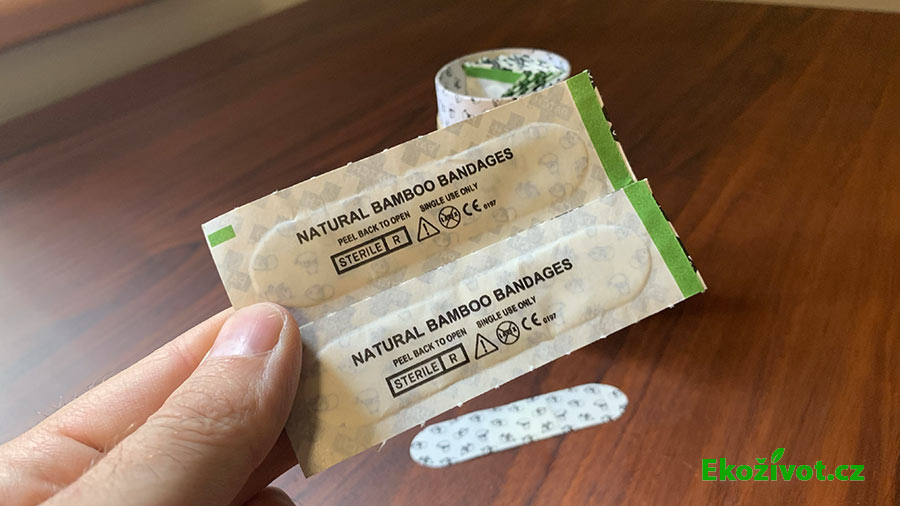 NATURAL BAMBOO BANDAGES
PEEL BACK TO OPEN SINGLE USE ONLY
STERILE R CE 0197
NATURAL BAMBOO BANDAGES
PEEL BACK TO OPEN SINGLE USE ONLY
STERILE R CE 0197
Ekoživot.cz